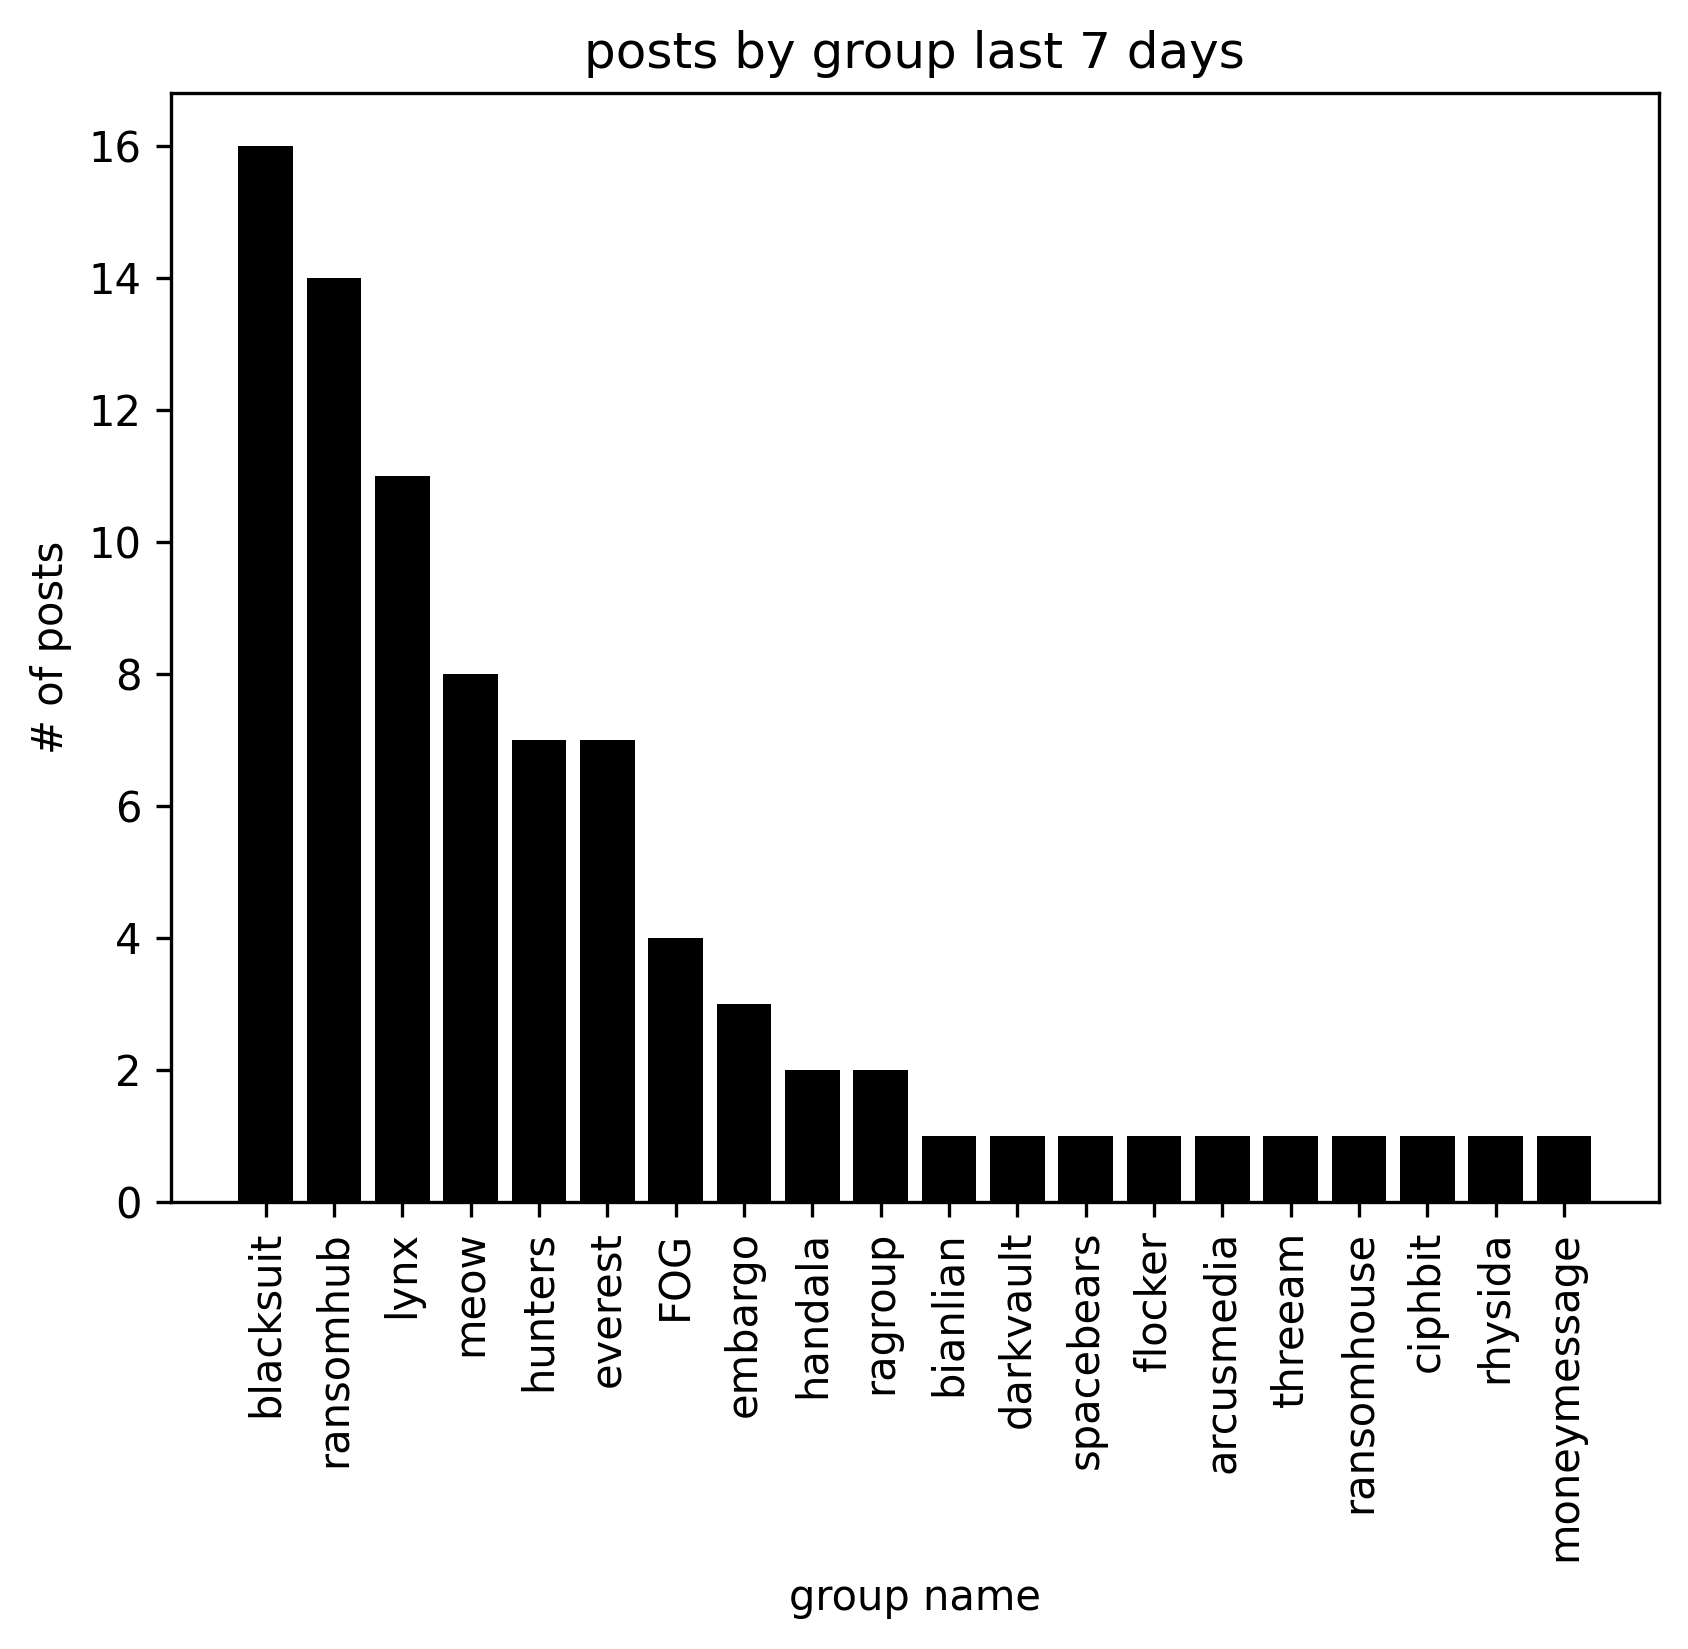 posts by group last 7 days
16
14
12
10
8
6
4
2
0
# of posts
blacksuit
ransomhub
lynx
meow
hunters
everest
FOG
embargo
handala
ragroup
bianlian
darkvault
spacebears
flocker
arcusmedia
threeam
ransomhouse
ciphbit
rhysida
moneymessage
group name